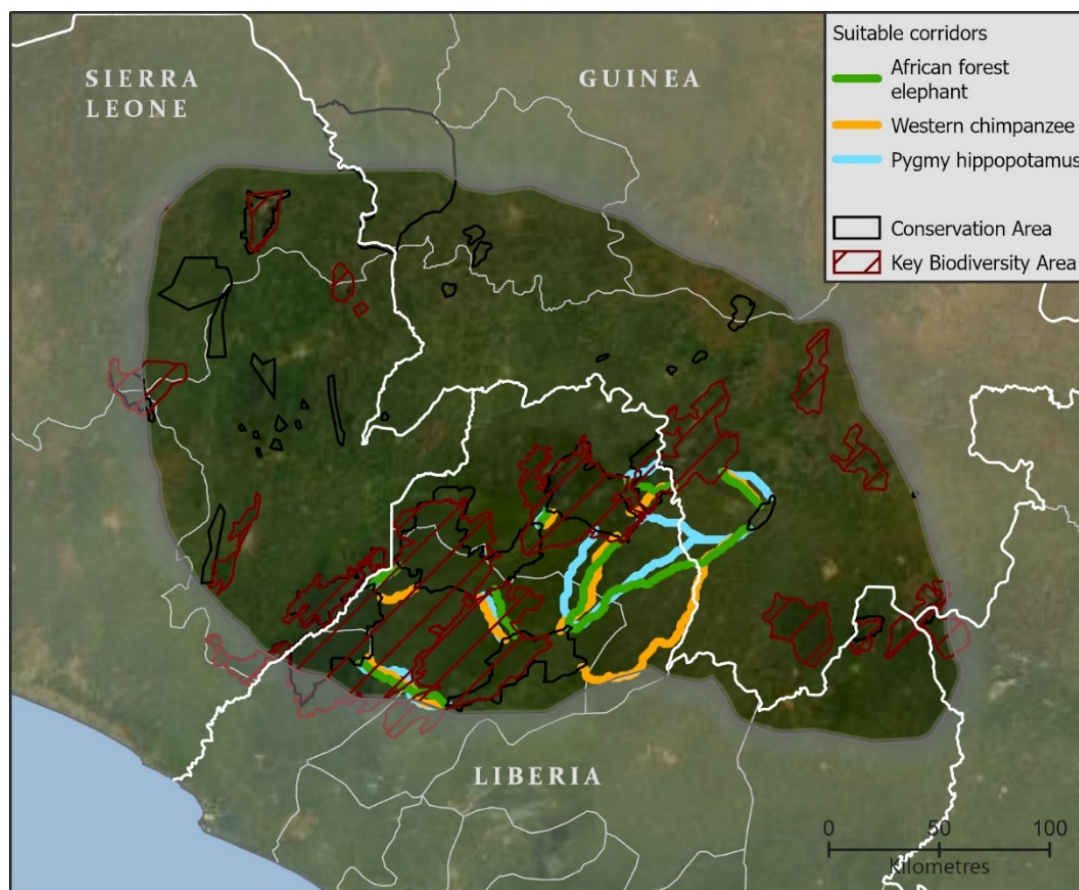 SIERRA
LEONE
GUINEA
Suitable corridors
African forest
elephant
Western chimpanzee
Pygmy hippopotamus
Conservation Area
Key Biodiversity Area
LIBERIA
0 50 100
Kilometres